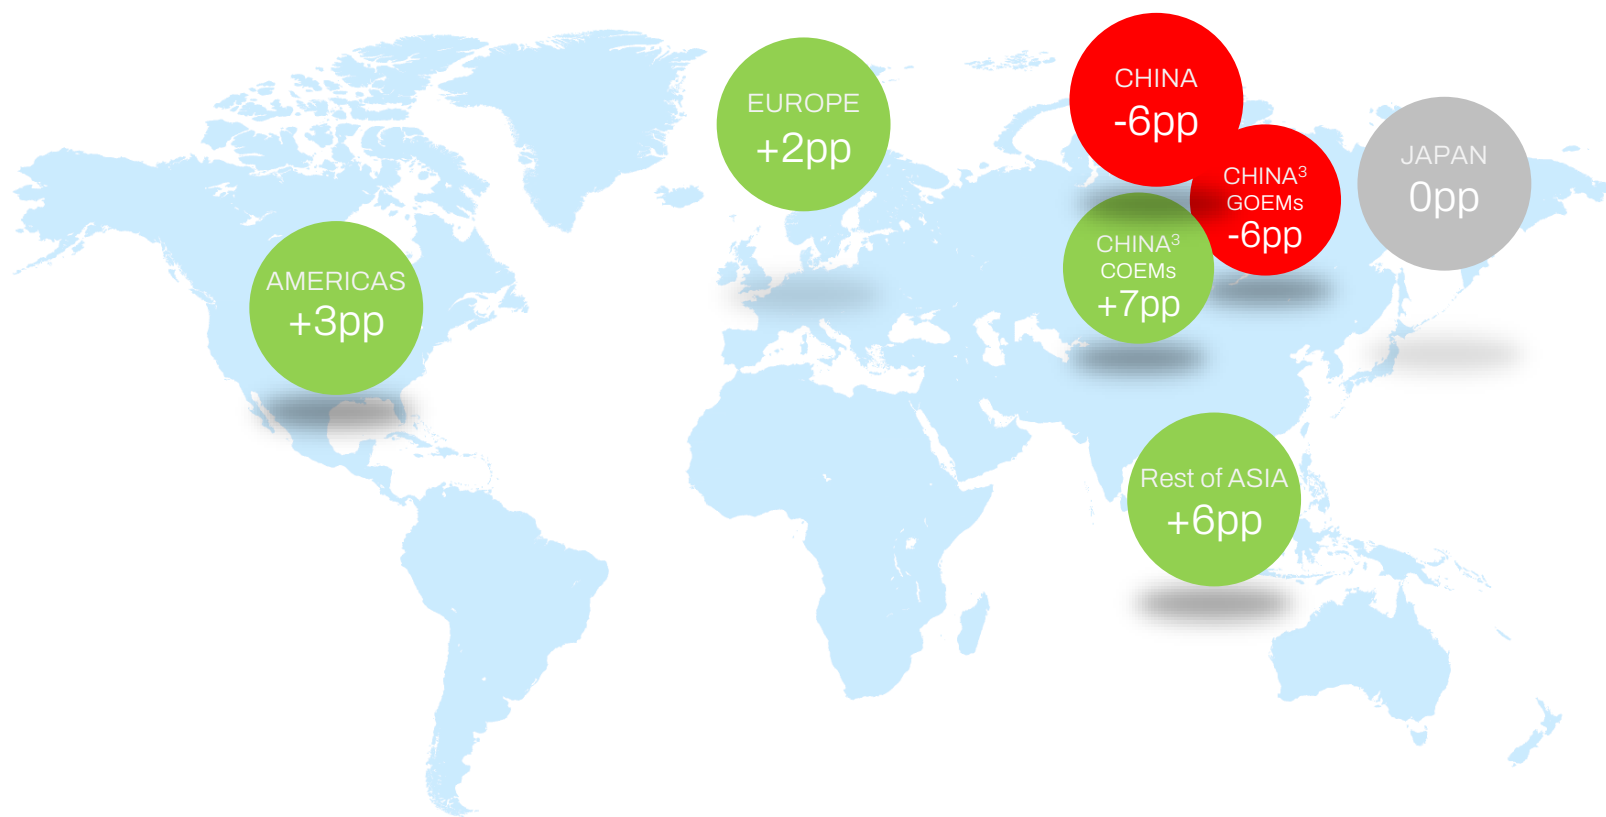 AMERICAS
+3pp
EUROPE
+2pp
CHINA
-6pp
CHINA³
GOEMs
-6pp
CHINA³
COEMs
+7pp
JAPAN
0pp
Rest of ASIA
+6pp